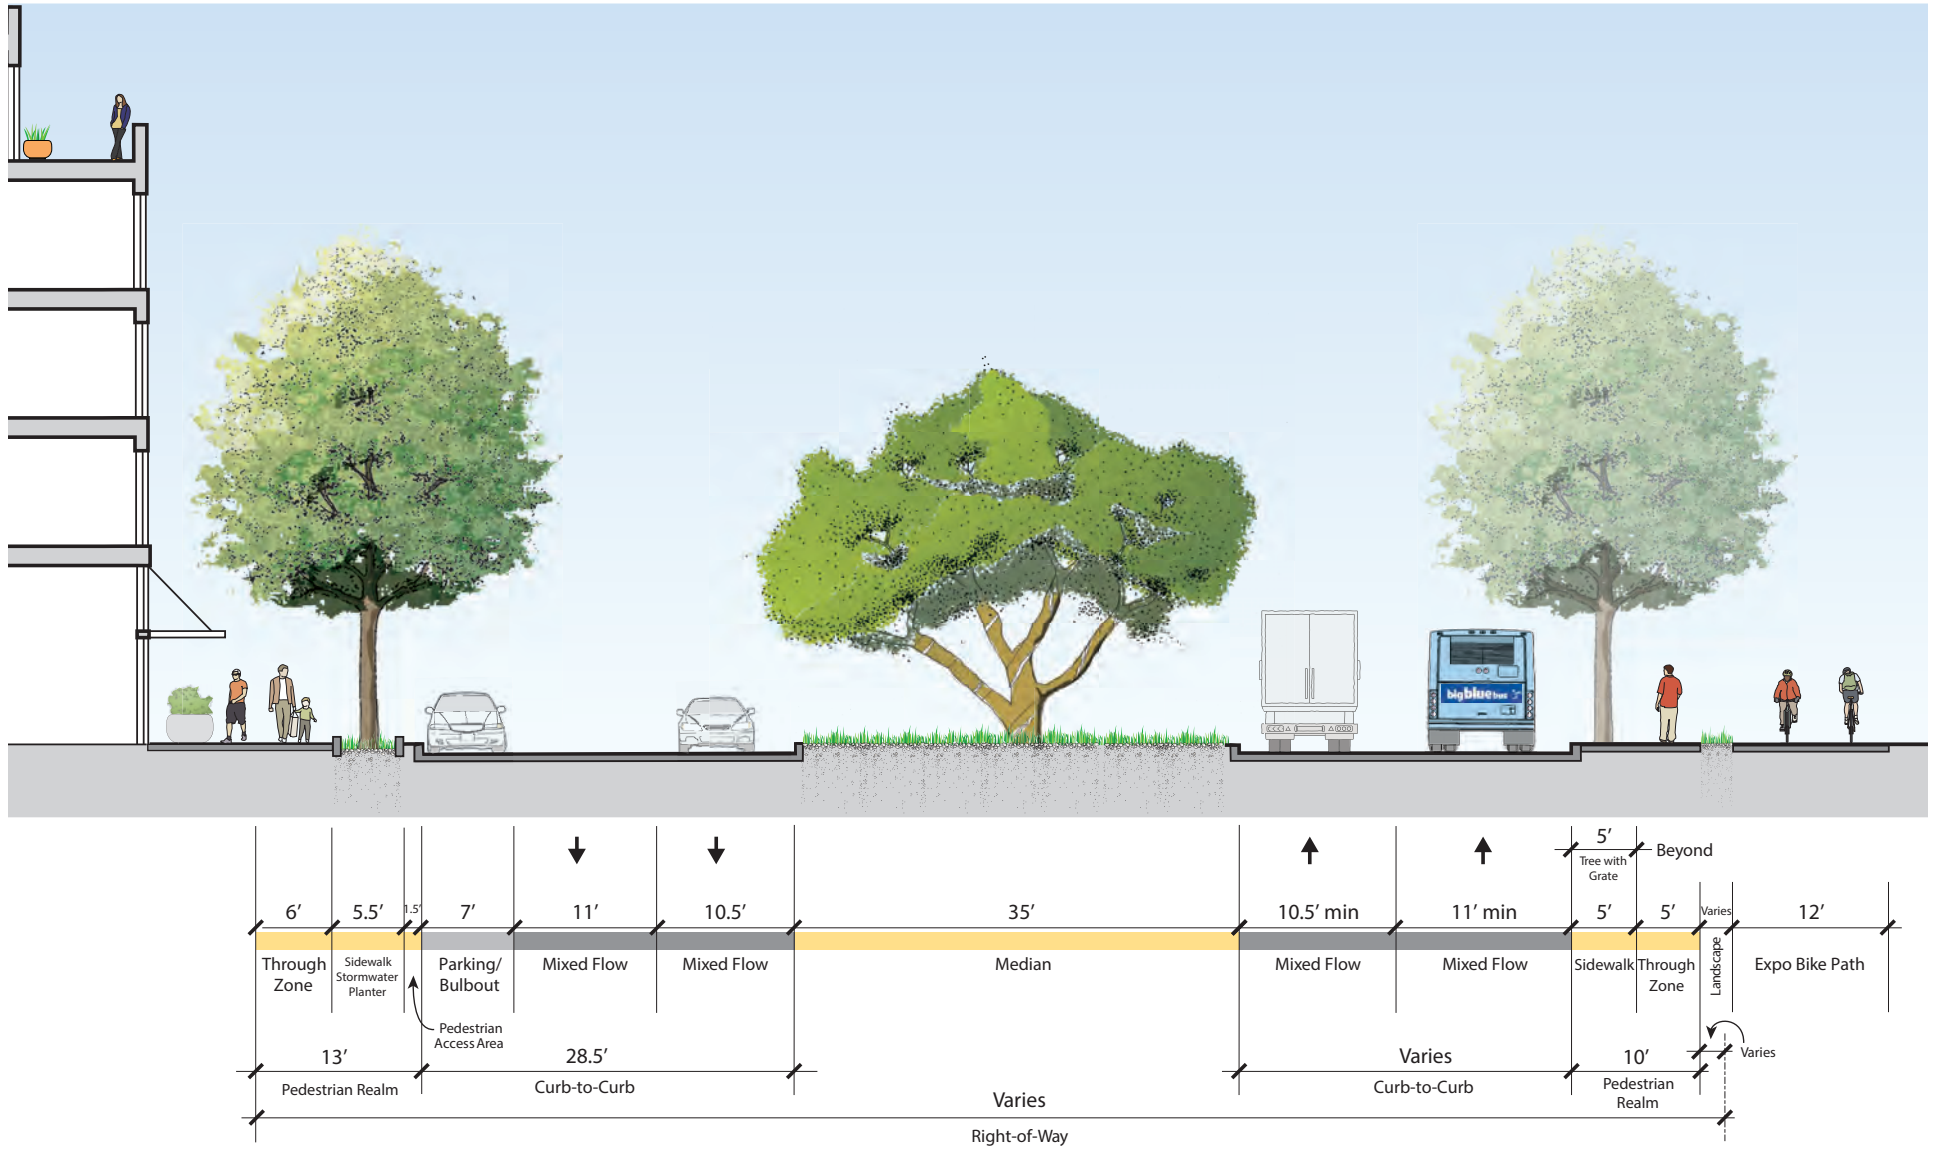 bigbluebus
5’
Beyond
Tree with
Grate
6’
5.5’
1.5’
7’
11’
10.5’
35’
10.5’ min
11’ min
5’
5’
Varies
12’
Through
Zone
Sidewalk
Stormwater
Planter
Parking/
Bulbout
Mixed Flow
Mixed Flow
Median
Mixed Flow
Mixed Flow
Sidewalk
Through
Zone
Landscape
Expo Bike Path
Pedestrian
Access Area
13’
Pedestrian Realm
28.5’
Curb-to-Curb
Varies
Curb-to-Curb
10’
Pedestrian
Realm
Varies
Varies
Right-of-Way